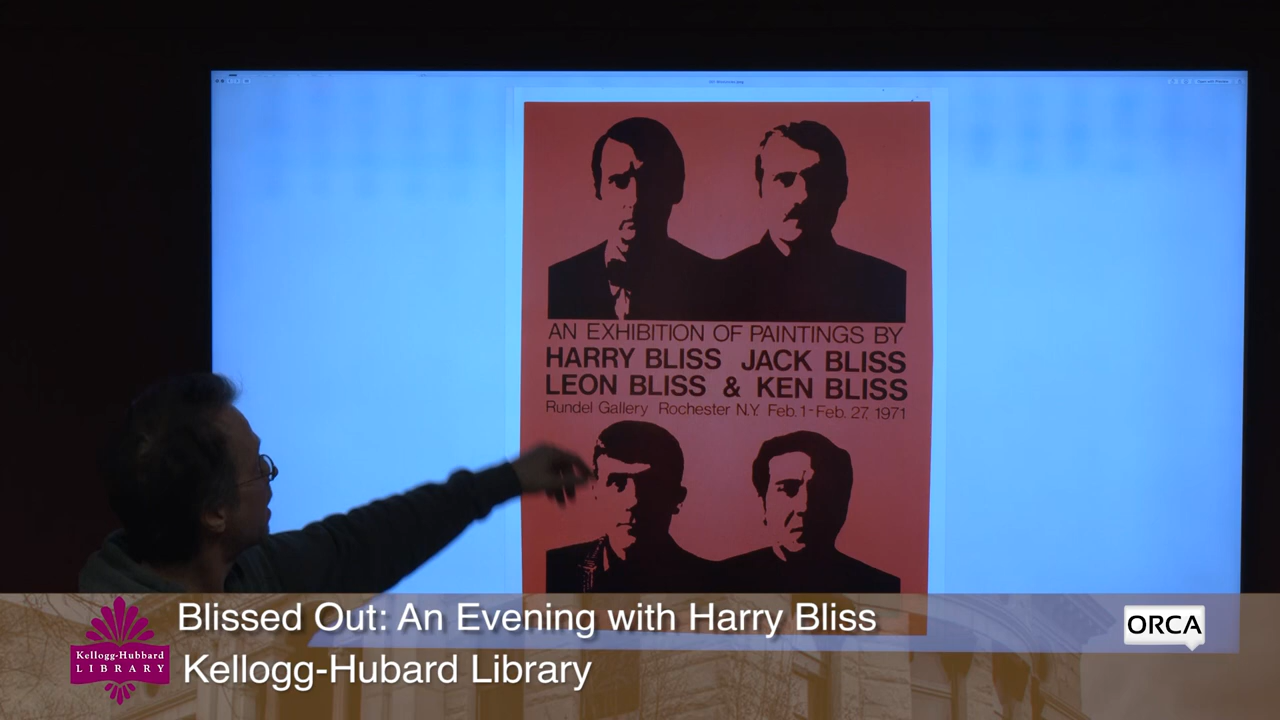 AN EXHIBITION OF PAINTINGS BY
HARRY BLISS JACK BLISS
LEON BLISS & KEN BLISS
Rundel Gallery Rochester N.Y. Feb. 1-Feb. 27, 1971
Blissed Out: An Evening with Harry Bliss
Kellogg-Hubard Library
Kellogg-Hubbard
LIBRARY
ORCA